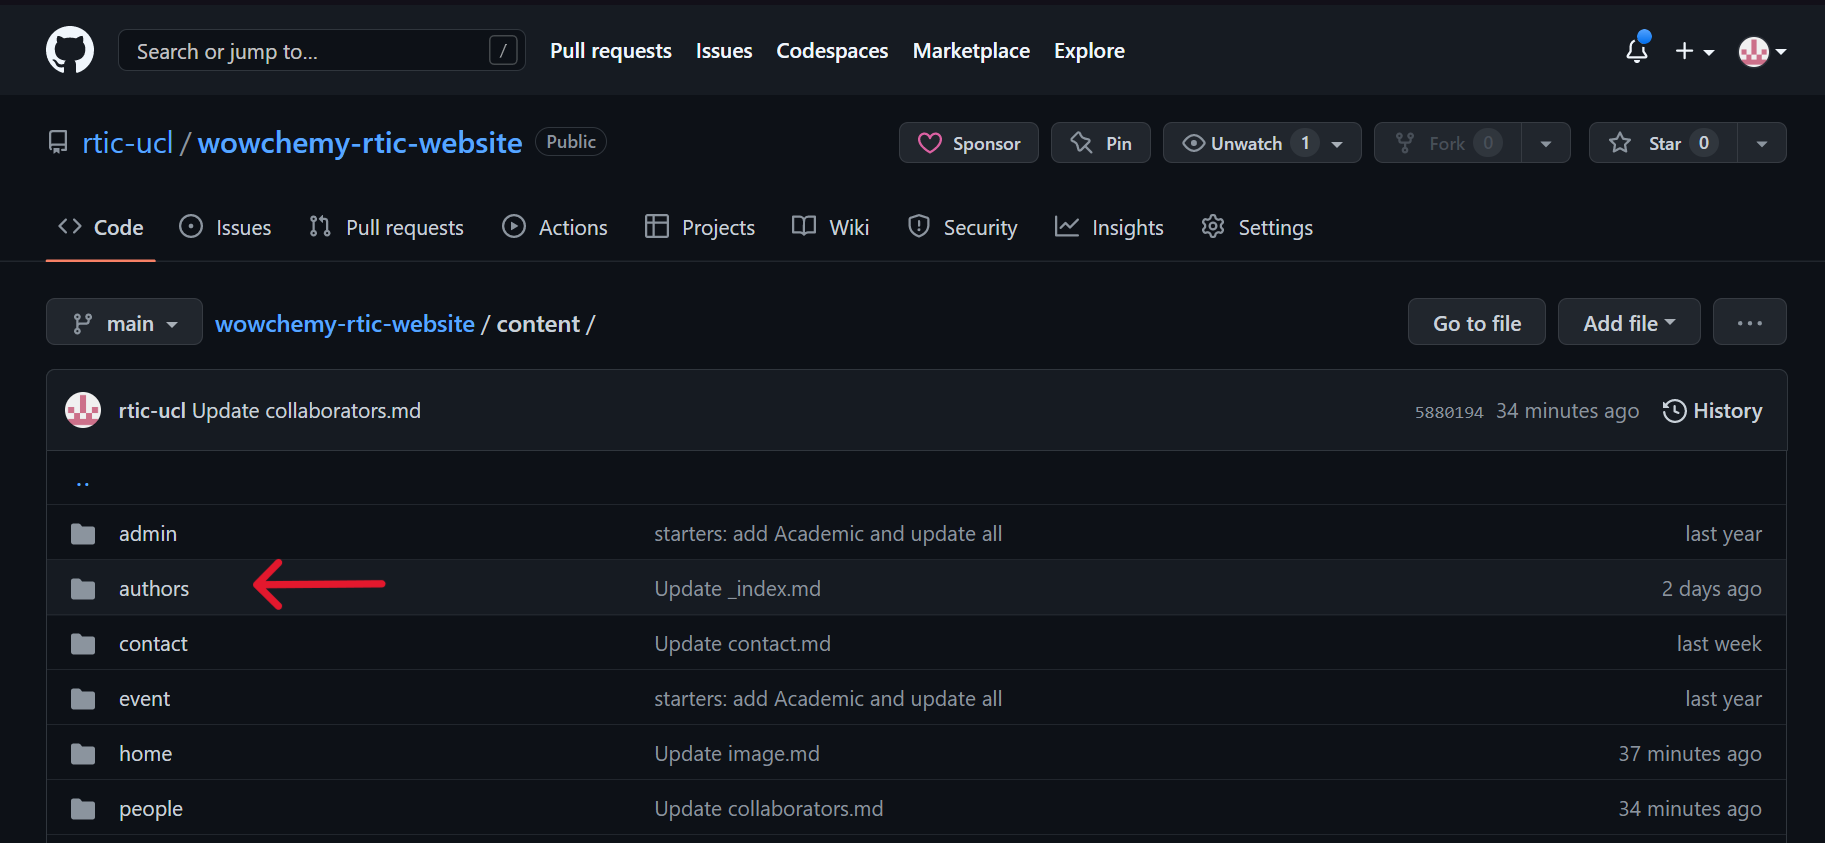 Search or jump to... / Pull requests Issues Codespaces Marketplace Explore
rtic-ucl / wowchemy-rtic-website Public Sponsor Pin Unwatch 1 Fork 0 Star 0
Code Issues Pull requests Actions Projects Wiki Security Insights Settings
main wowchemy-rtic-website / content / Go to file Add file ...
rtic-ucl Update collaborators.md 5880194 34 minutes ago History
..
admin starters: add Academic and update all last year
authors Update _index.md 2 days ago
contact Update contact.md last week
event starters: add Academic and update all last year
home Update image.md 37 minutes ago
people Update collaborators.md 34 minutes ago